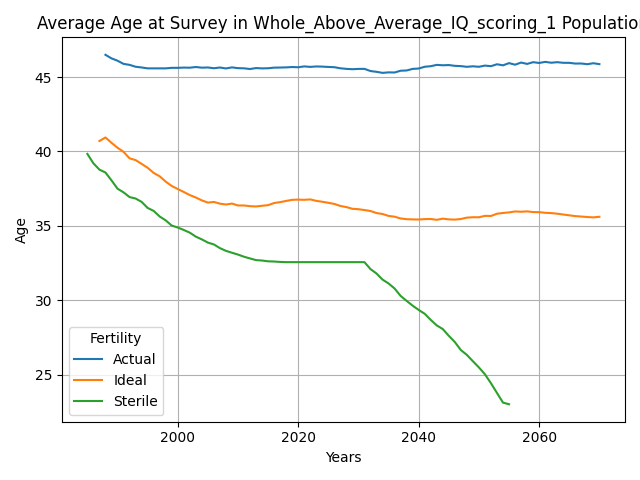 Average Age at Survey in Whole_Above_Average_IQ_scoring_1 Population
Age
45
40
35
30
25
Fertility
Actual
Ideal
Sterile
2000 2020 2040 2060
Years